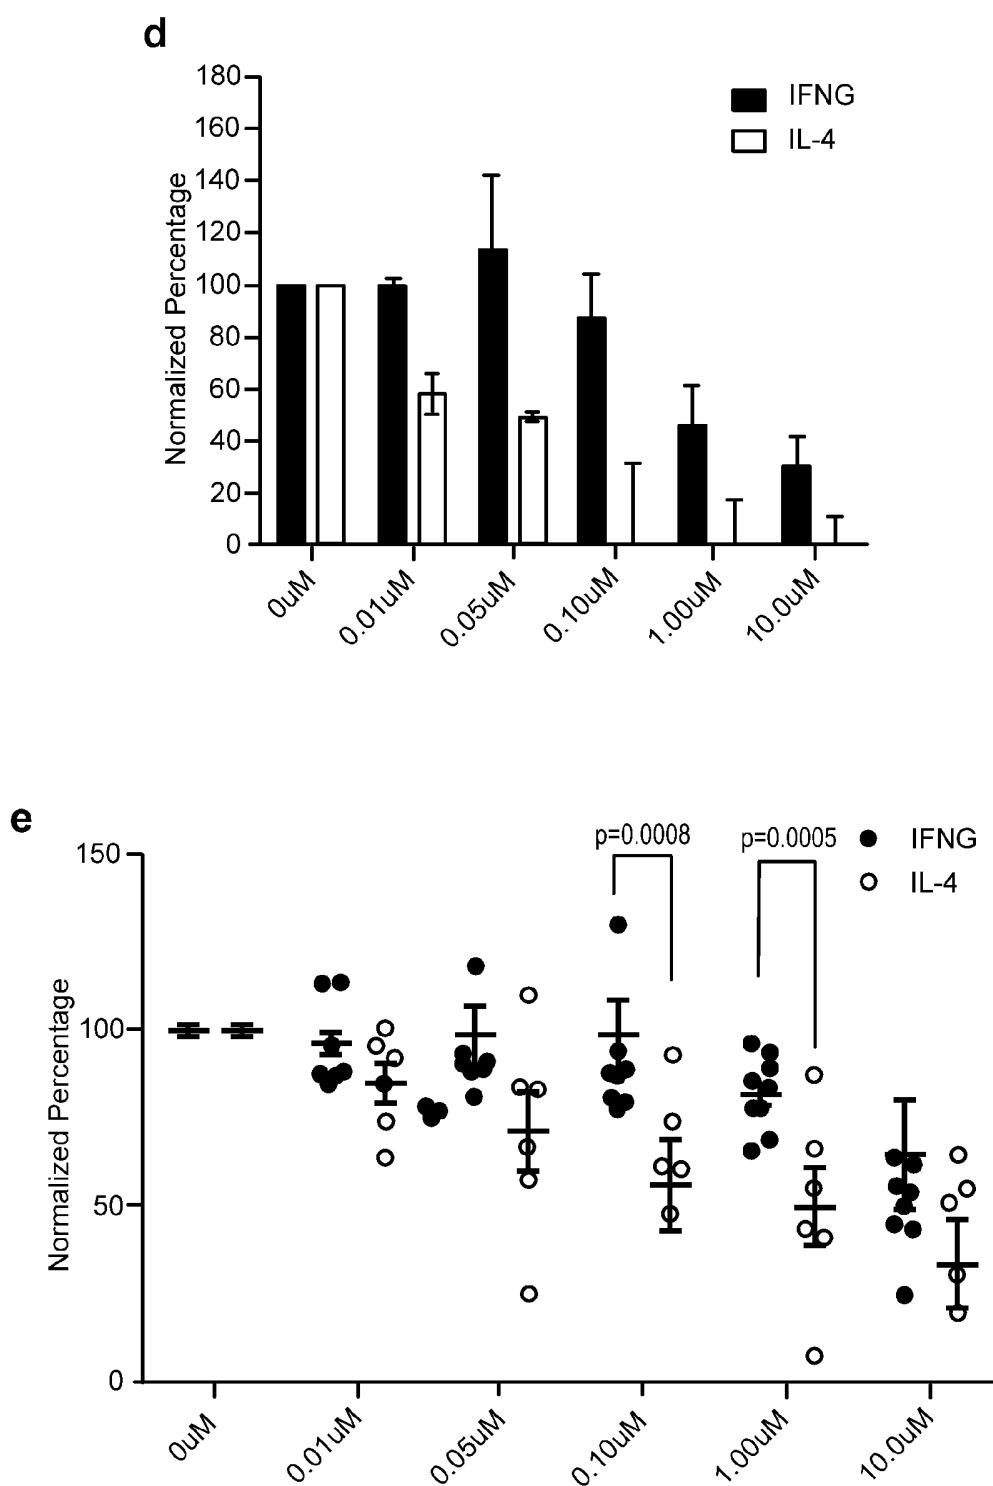 d
180
160
140
120
100
80
60
40
20
0
Normalized Percentage
IFNG
IL-4
0uM
0.01uM
0.05uM
0.10uM
1.00uM
10.0uM
e
150
100
50
0
Normalized Percentage
p=0.0008
p=0.0005
IFNG
IL-4
0uM
0.01uM
0.05uM
0.10uM
1.00uM
10.0uM